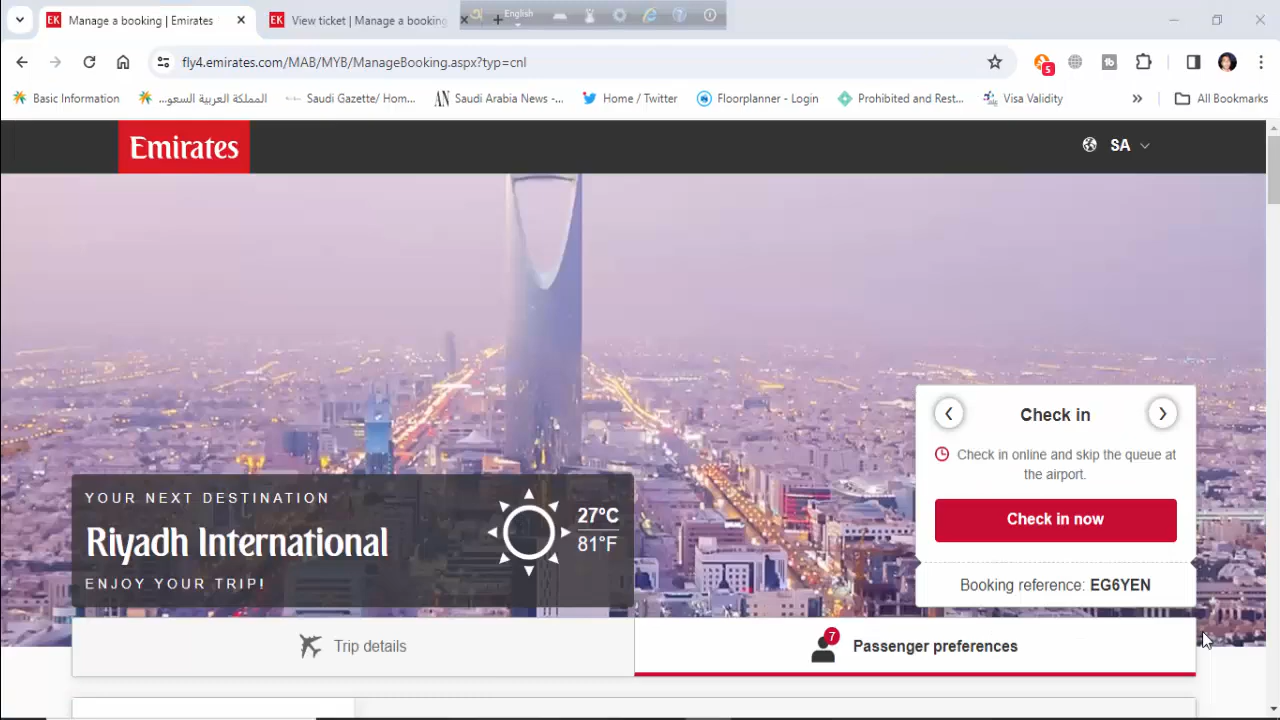 Manage a booking | Emirates
View ticket | Manage a booking
English
fly4.emirates.com/MAB/MYB/ManageBooking.aspx?typ=cnl
5
Basic Information
المملكة العربية السعو...
Saudi Gazette/ Hom...
Saudi Arabia News -...
Home / Twitter
Floorplanner - Login
Prohibited and Rest...
Visa Validity
All Bookmarks
Emirates
SA
Check in
Check in online and skip the queue at
the airport.
Check in now
Booking reference: EG6YEN
YOUR NEXT DESTINATION
Riyadh International
ENJOY YOUR TRIP!
27°C
81°F
Trip details
7
Passenger preferences